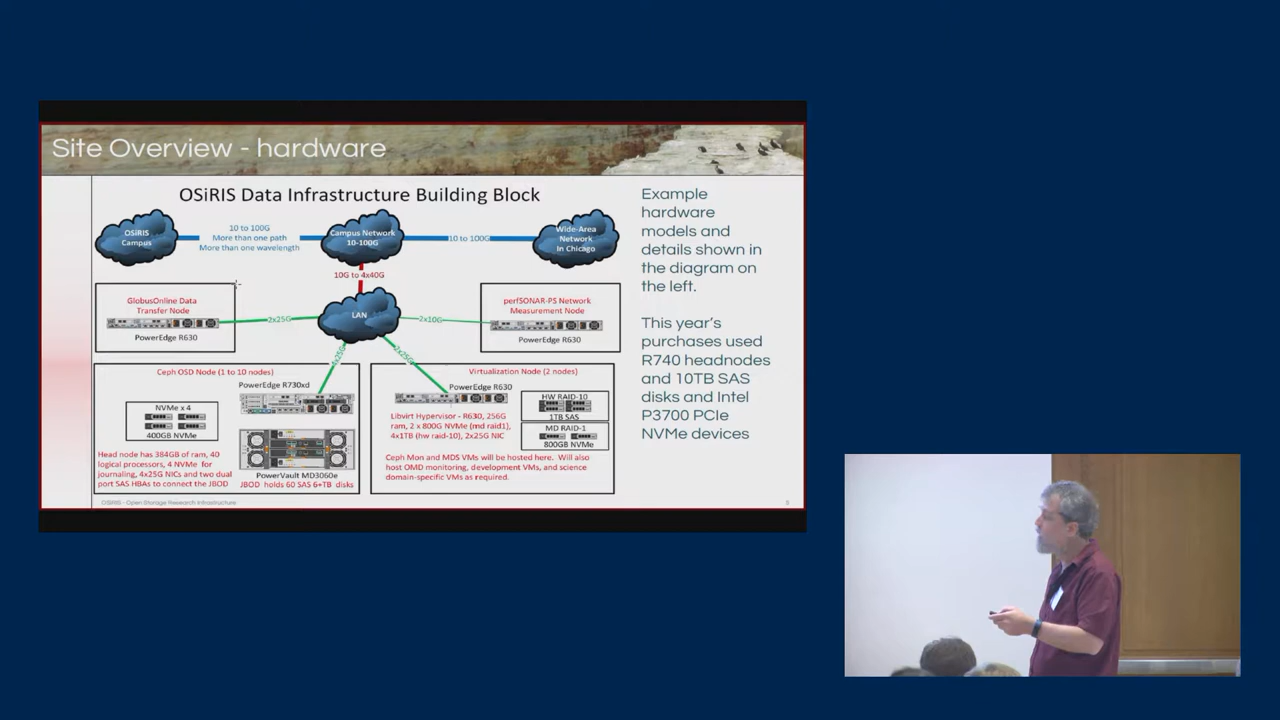 Site Overview - hardware
OSiRIS Data Infrastructure Building Block
OSiRIS
Campus
10 to 100G
More than one path
More than one wavelength
Campus Network
10-100G
10 to 100G
Wide-Area
Network
In Chicago
10G to 4x40G
GlobusOnline Data
Transfer Node
PowerEdge R630
2x25G
LAN
2x10G
perfSONAR-PS Network
Measurement Node
PowerEdge R630
2x25G
Ceph OSD Node (1 to 10 nodes)
PowerEdge R730xd
NVMe x 4
400GB NVMe
Head node has 384GB of ram, 40
logical processors, 4 NVMe for
journaling, 4x25G NICs and two dual
port SAS HBAs to connect the JBOD
PowerVault MD3060e
JBOD holds 60 SAS 6+TB disks
Virtualization Node (2 nodes)
PowerEdge R630
HW RAID-10
1TB SAS
MD RAID-1
800GB NVMe
Libvirt Hypervisor - R630, 256G
ram, 2 x 800G NVMe (md raid1),
4x1TB (hw raid-10), 2x25G NIC
Ceph Mon and MDS VMs will be hosted here. Will also
host OMD monitoring, development VMs, and science
domain-specific VMs as required.
Example
hardware
models and
details shown in
the diagram on
the left.
This year's
purchases used
R740 headnodes
and 10TB SAS
disks and Intel
P3700 PCIe
NVMe devices
OSiRIS - Open Storage Research Infrastructure